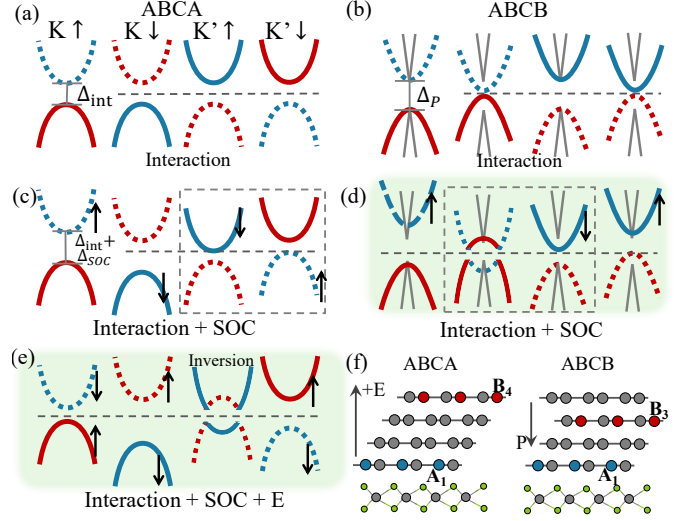 (a)
ABCA
K ↑ K ↓ K' ↑ K' ↓
Δint
Interaction
(b)
ABCB
ΔP
Interaction
(c)
Δint+
ΔSOC
Interaction + SOC
(d)
Interaction + SOC
(e)
Inversion
Interaction + SOC + E
(f)
ABCA
+E
B4
A1
ABCB
B3
P
A1